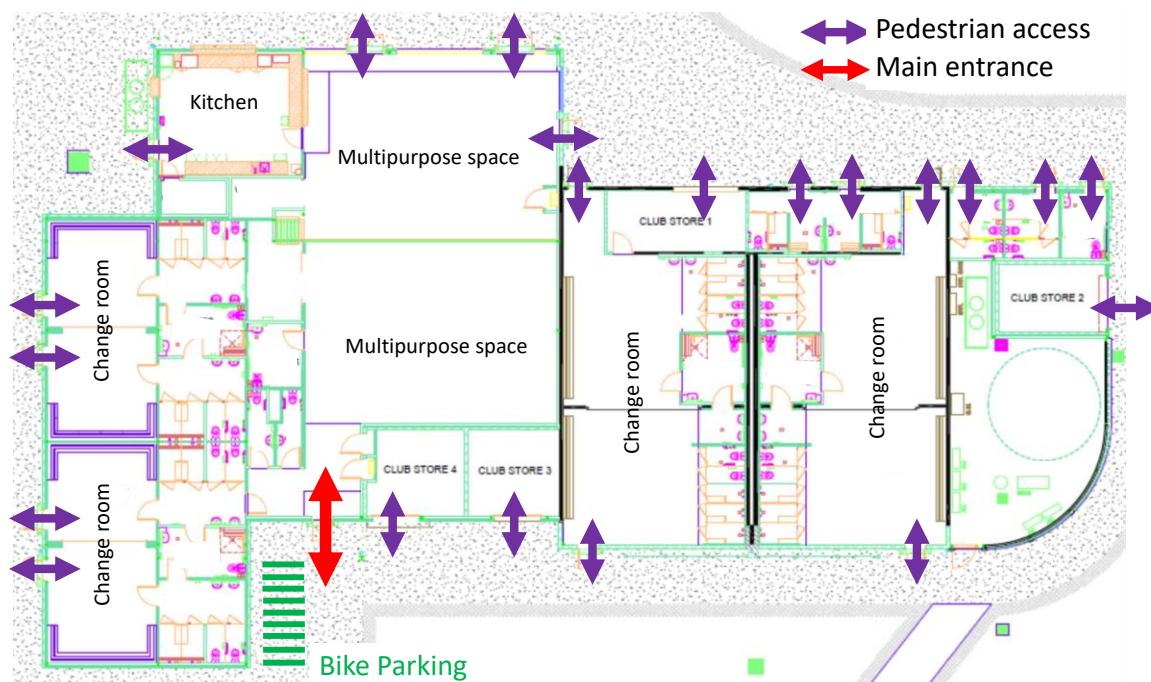 Pedestrian access
Main entrance
Kitchen
Multipurpose space
CLUB STORE 1
CLUB STORE 2
Change room
Multipurpose space
Change room
Change room
CLUB STORE 4
CLUB STORE 3
Change room
Bike Parking